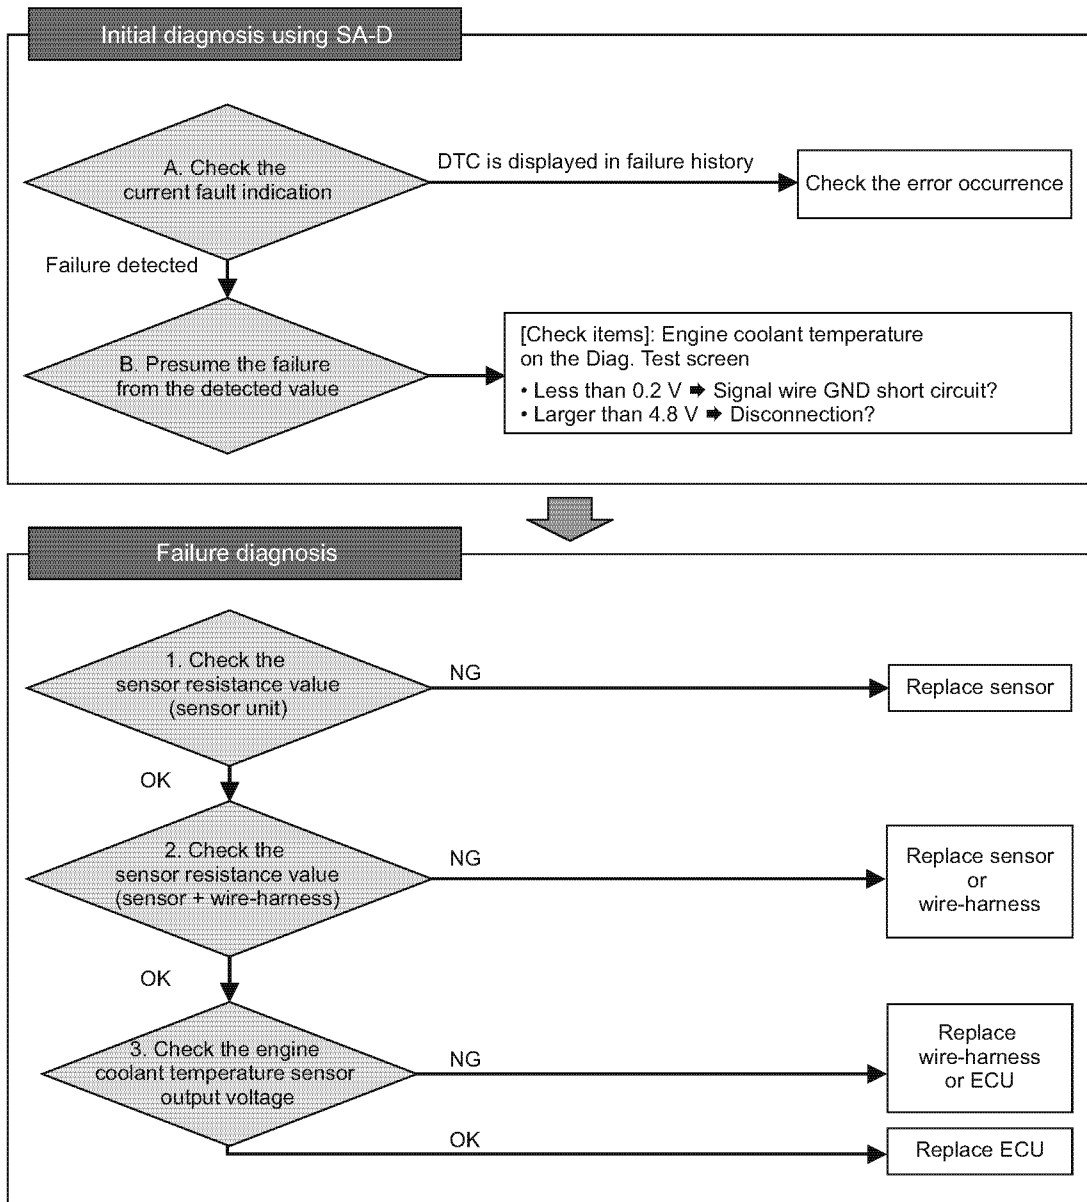 Initial diagnosis using SA-D
A. Check the
current fault indication
DTC is displayed in failure history
Check the error occurrence
Failure detected
B. Presume the failure
from the detected value
[Check items]: Engine coolant temperature
on the Diag. Test screen
• Less than 0.2 V ➡ Signal wire GND short circuit?
• Larger than 4.8 V ➡ Disconnection?
Failure diagnosis
1. Check the
sensor resistance value
(sensor unit)
NG
Replace sensor
OK
2. Check the
sensor resistance value
(sensor + wire-harness)
NG
Replace sensor
or
wire-harness
OK
3. Check the engine
coolant temperature sensor
output voltage
NG
Replace
wire-harness
or ECU
OK
Replace ECU